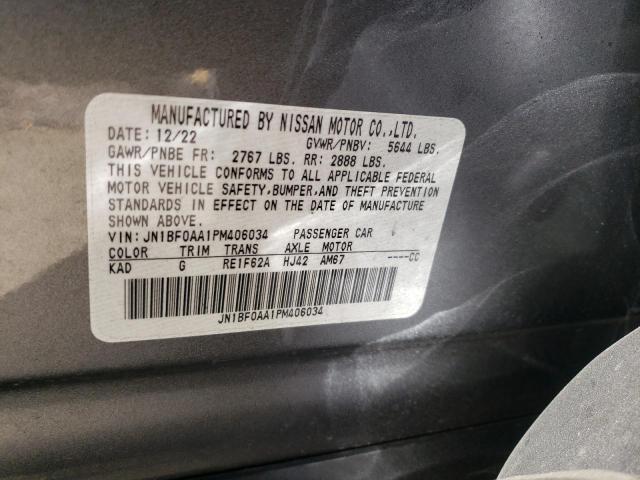 MANUFACTURED BY NISSAN MOTOR CO.,LTD.
DATE: 12/22 GVWR/PNBV: 5644 LBS.
GAWR/PNBE FR: 2767 LBS. RR: 2888 LBS.
THIS VEHICLE CONFORMS TO ALL APPLICABLE FEDERAL
MOTOR VEHICLE SAFETY,BUMPER,AND THEFT PREVENTION
STANDARDS IN EFFECT ON THE DATE OF MANUFACTURE
SHOWN ABOVE.
VIN: JN1BF0AA1PM406034 PASSENGER CAR
COLOR TRIM TRANS AXLE MOTOR
KAD G RE1F62A HJ42 AM67 ----CC
JN1BF0AA1PM406034